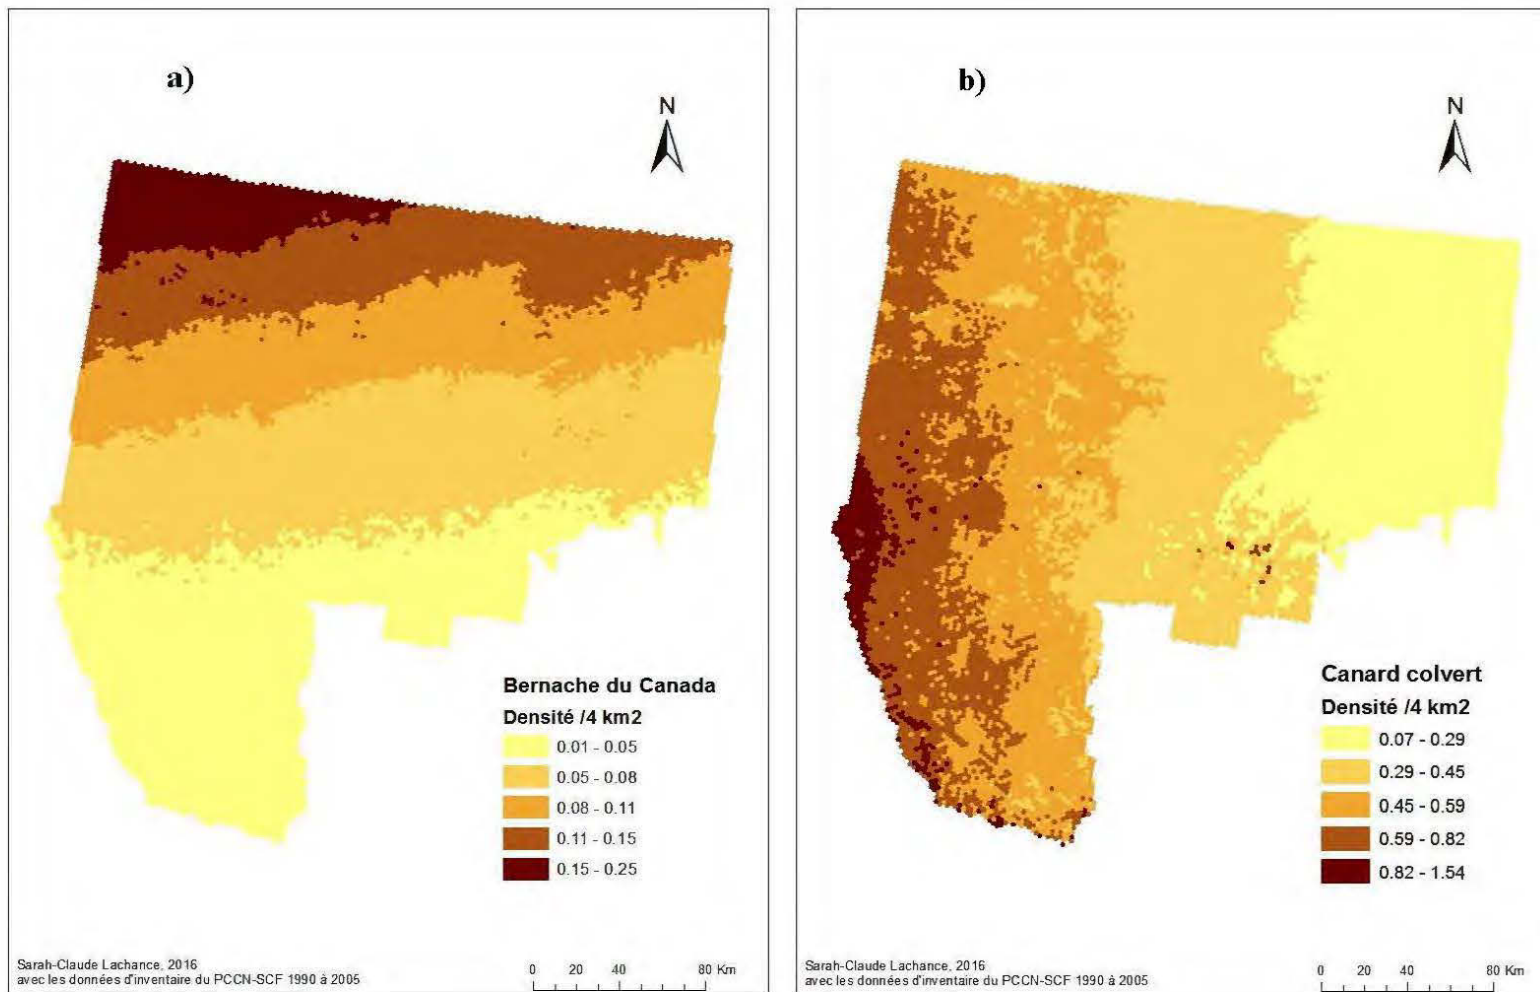 a)
N
Bernache du Canada
Densité /4 km2
0.01 - 0.05
0.05 - 0.08
0.08 - 0.11
0.11 - 0.15
0.15 - 0.25
Sarah-Claude Lachance, 2016
avec les données d'inventaire du PCCN-SCF 1990 à 2005
0 20 40 80 Km
b)
N
Canard colvert
Densité /4 km2
0.07 - 0.29
0.29 - 0.45
0.45 - 0.59
0.59 - 0.82
0.82 - 1.54
Sarah-Claude Lachance, 2016
avec les données d'inventaire du PCCN-SCF 1990 à 2005
0 20 40 80 Km